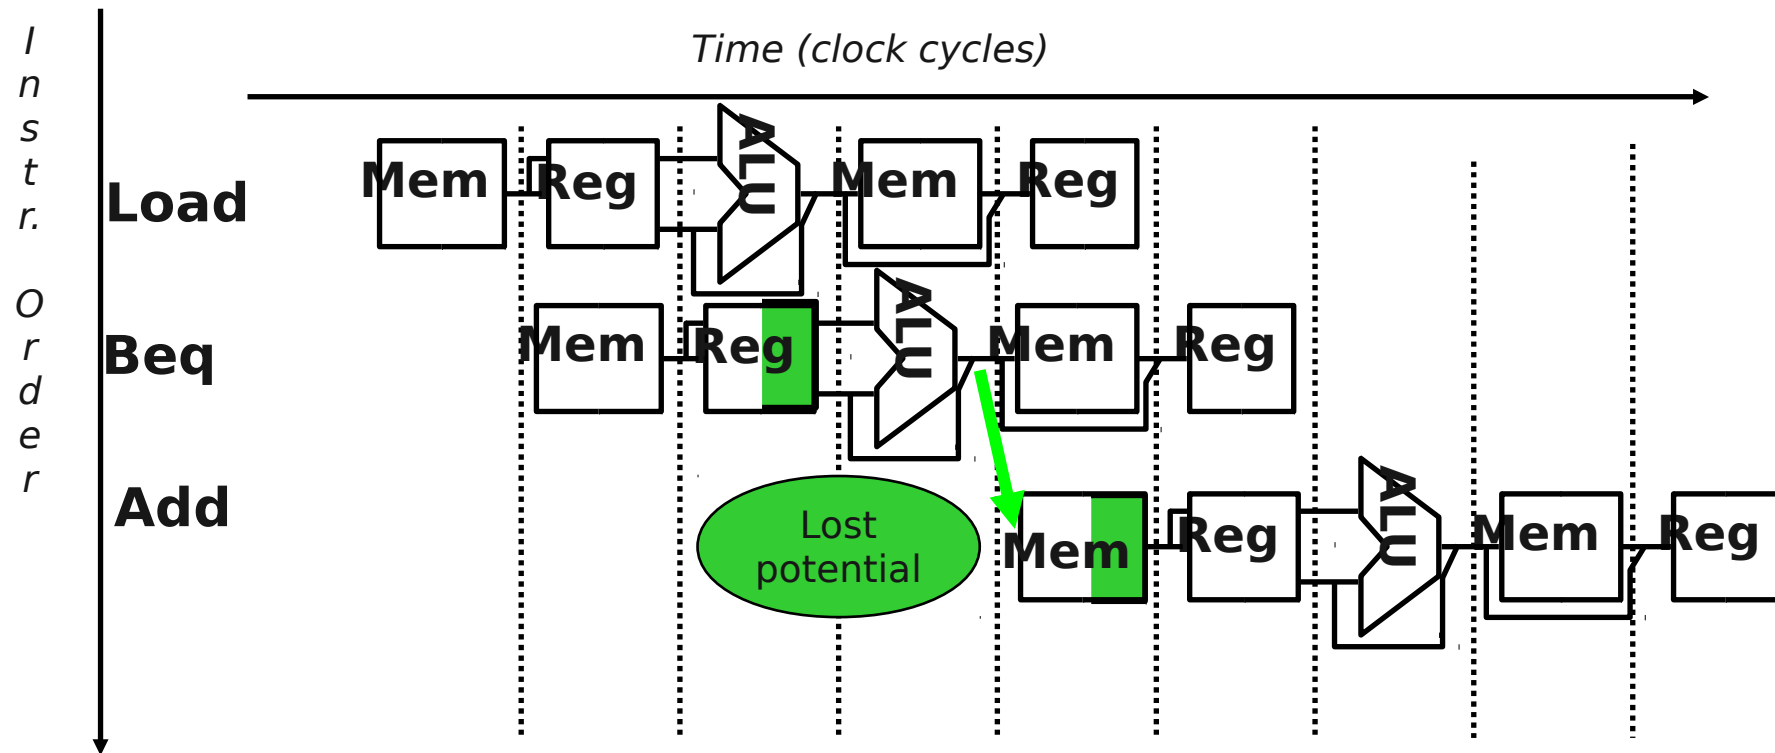 Time (clock cycles)
Instr.
Order
Load
Mem Reg ALU Mem Reg
Beq
Mem Reg ALU Mem Reg
Add
Lost
potential
Mem Reg ALU Mem Reg